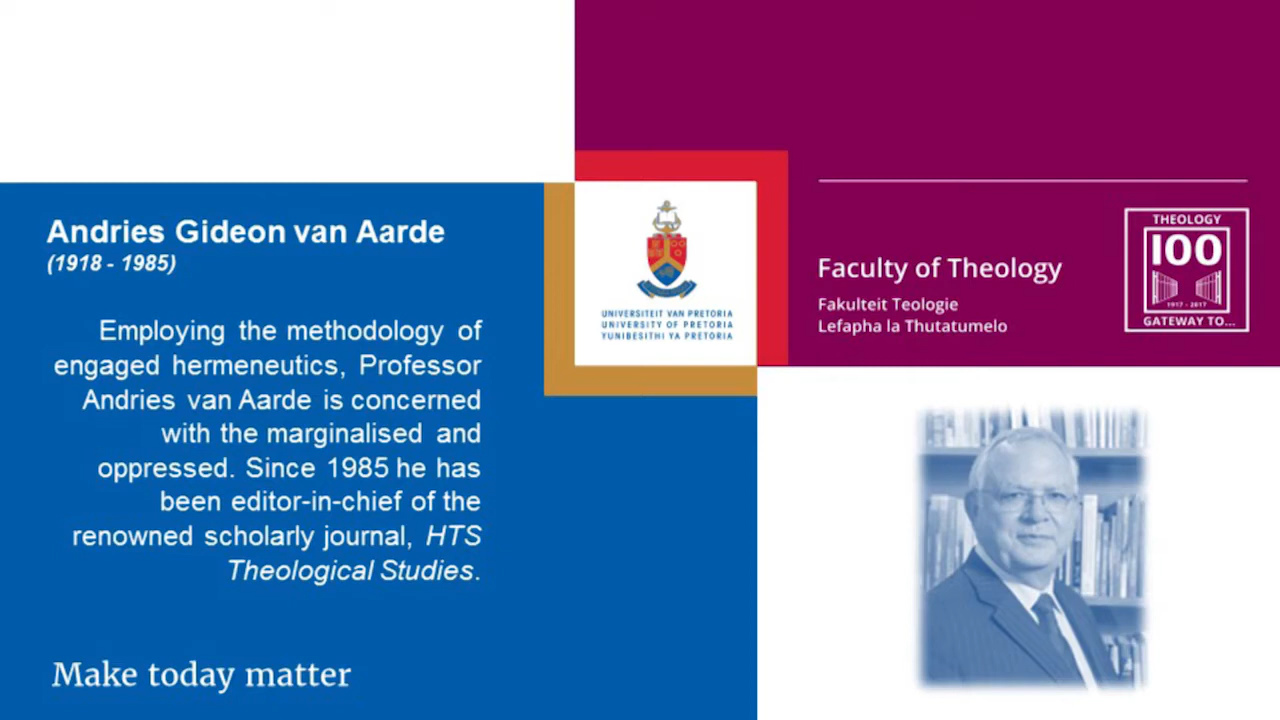 Andries Gideon van Aarde
(1918 - 1985)
Employing the methodology of
engaged hermeneutics, Professor
Andries van Aarde is concerned
with the marginalised and
oppressed. Since 1985 he has
been editor-in-chief of the
renowned scholarly journal, HTS
Theological Studies.
Make today matter
UNIVERSITEIT VAN PRETORIA
UNIVERSITY OF PRETORIA
YUNIBESITHI YA PRETORIA
Faculty of Theology
Fakulteit Teologie
Lefapha la Thutatumelo
THEOLOGY
100
1917 - 2017
GATEWAY TO...